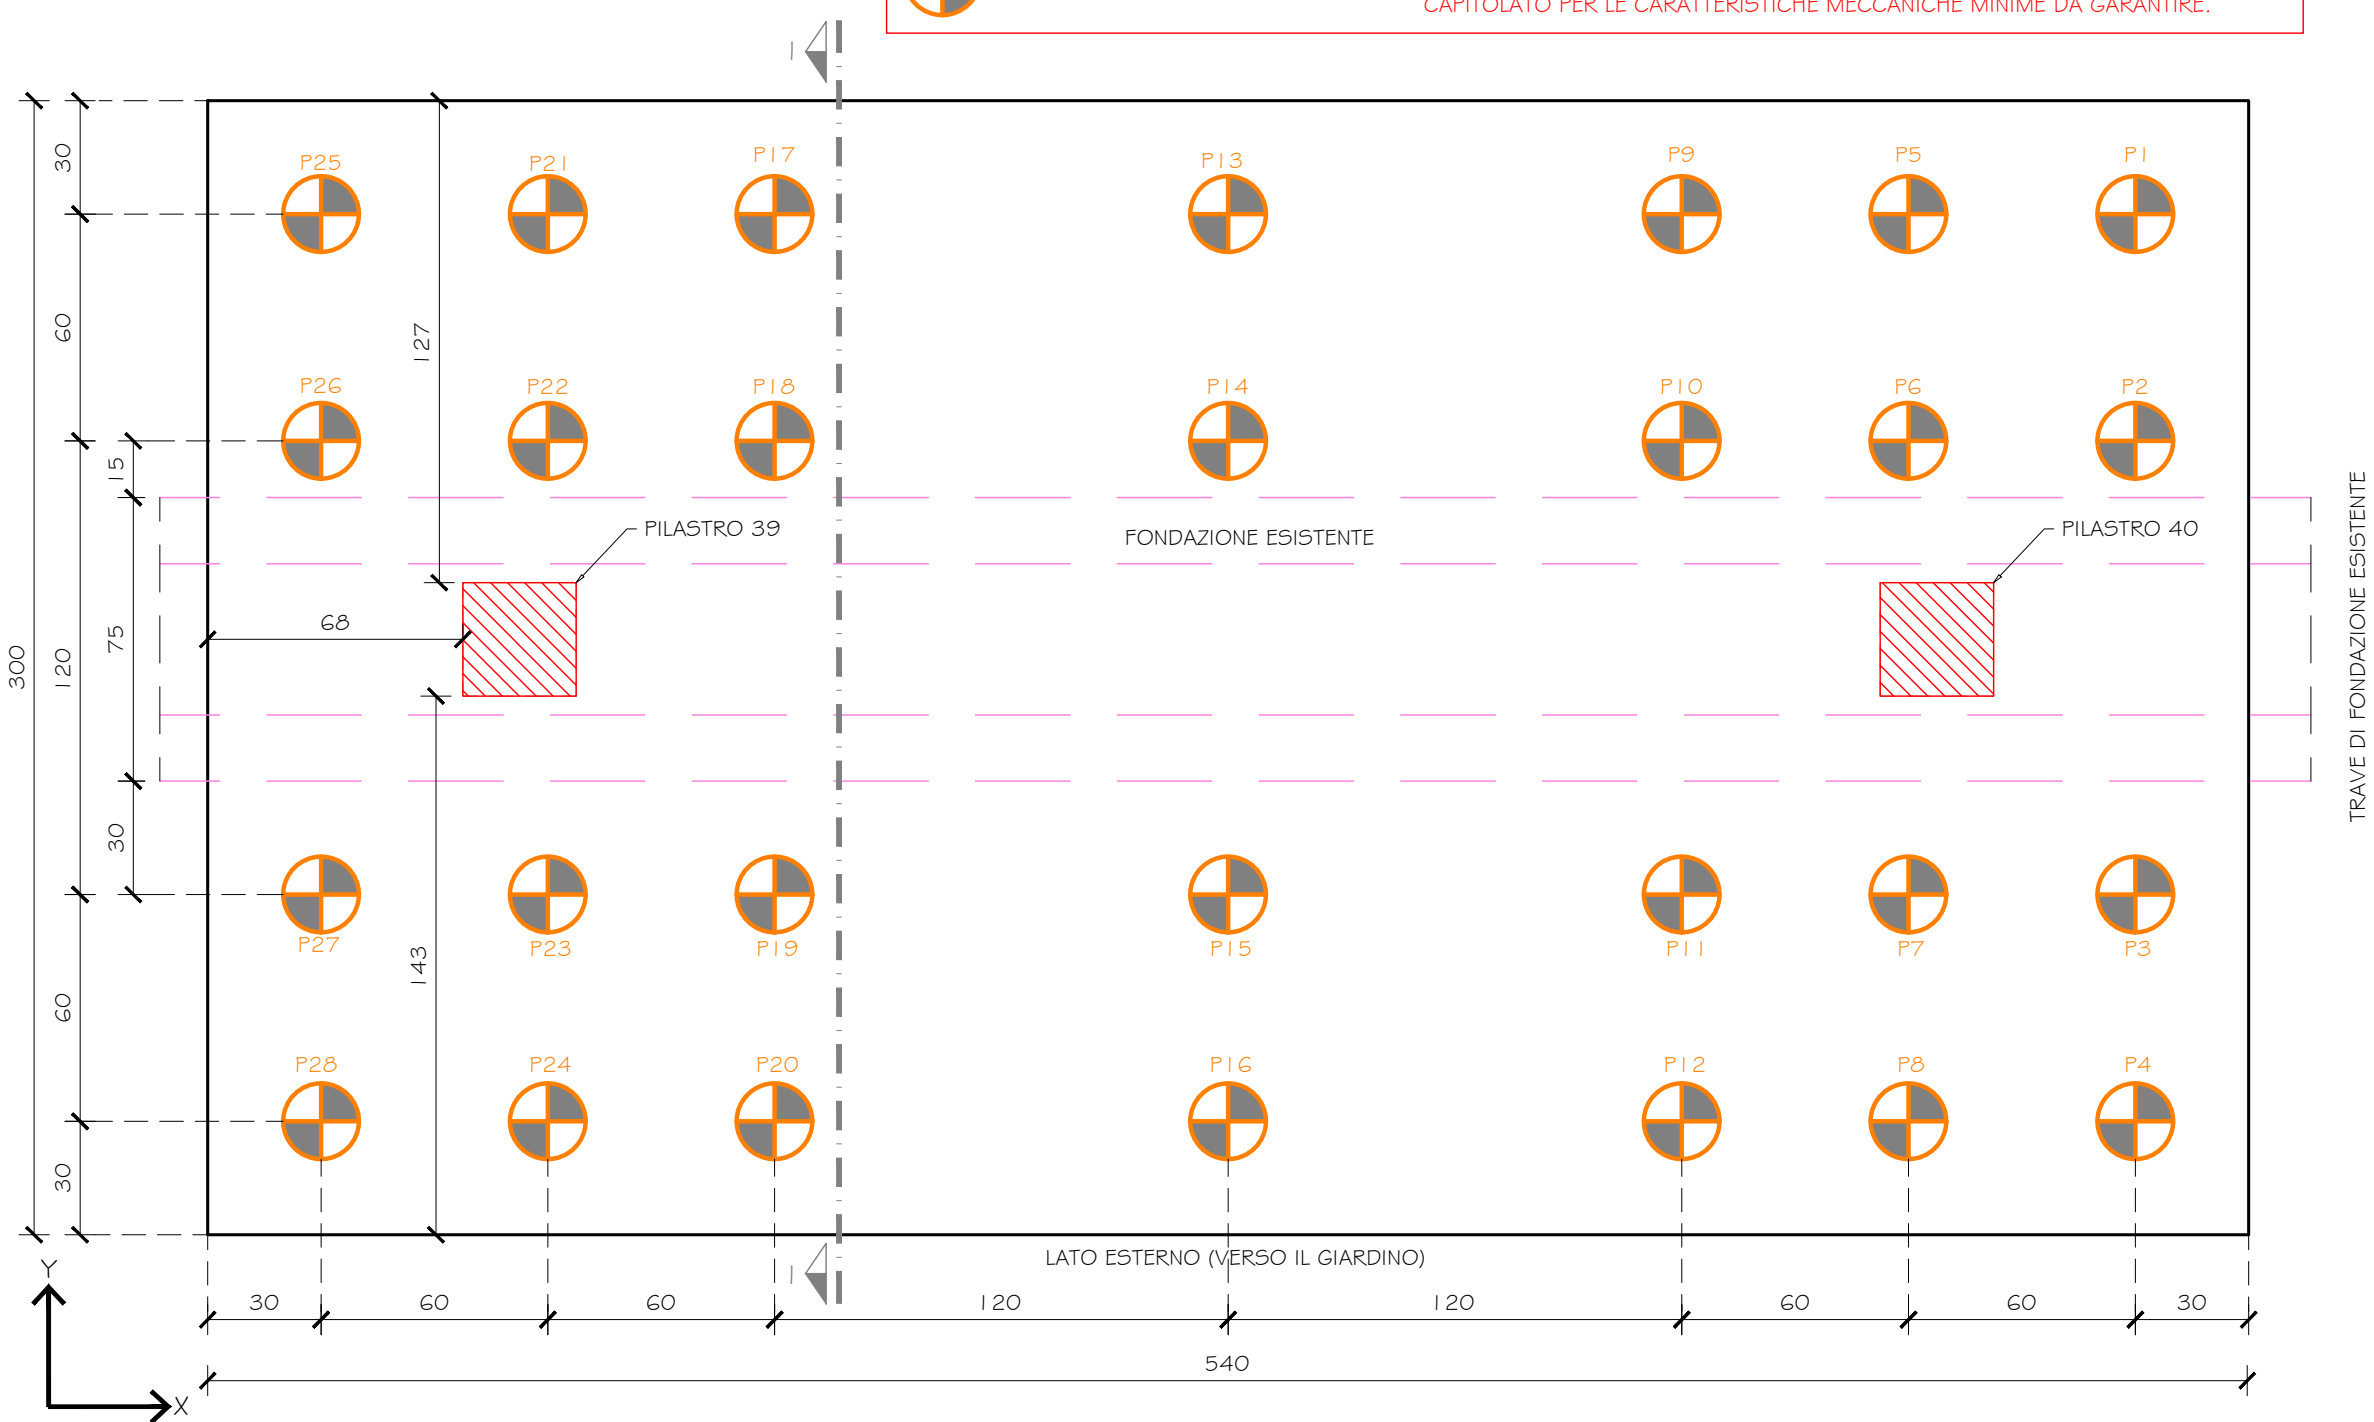 CAPITOLATO PER LE CARATTERISTICHE MECCANICHE MINIME DA GARANTIRE.
1
P25 P21 P17 P13 P9 P5 P1
30
60
127
P26 P22 P18 P14 P10 P6 P2
15
PILASTRO 39
FONDAZIONE ESISTENTE
PILASTRO 40
TRAVE DI FONDAZIONE ESISTENTE
68
300
120
75
30
P27 P23 P19 P15 P11 P7 P3
143
60
P28 P24 P20 P16 P12 P8 P4
30
LATO ESTERNO (VERSO IL GIARDINO)
1
Y
30 60 60 120 120 60 60 30
540
X